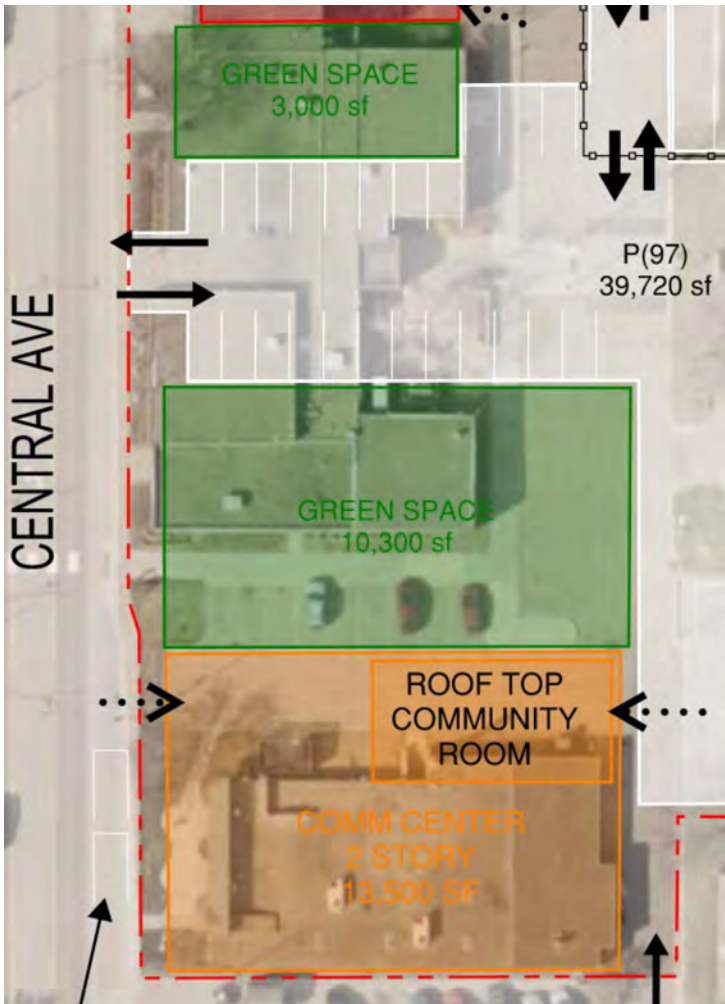 GREEN SPACE
3,000 sf
P(97)
39,720 sf
CENTRAL AVE
GREEN SPACE
10,300 sf
ROOF TOP
COMMUNITY
ROOM
COMM CENTER
2 STORY
13,500 SF